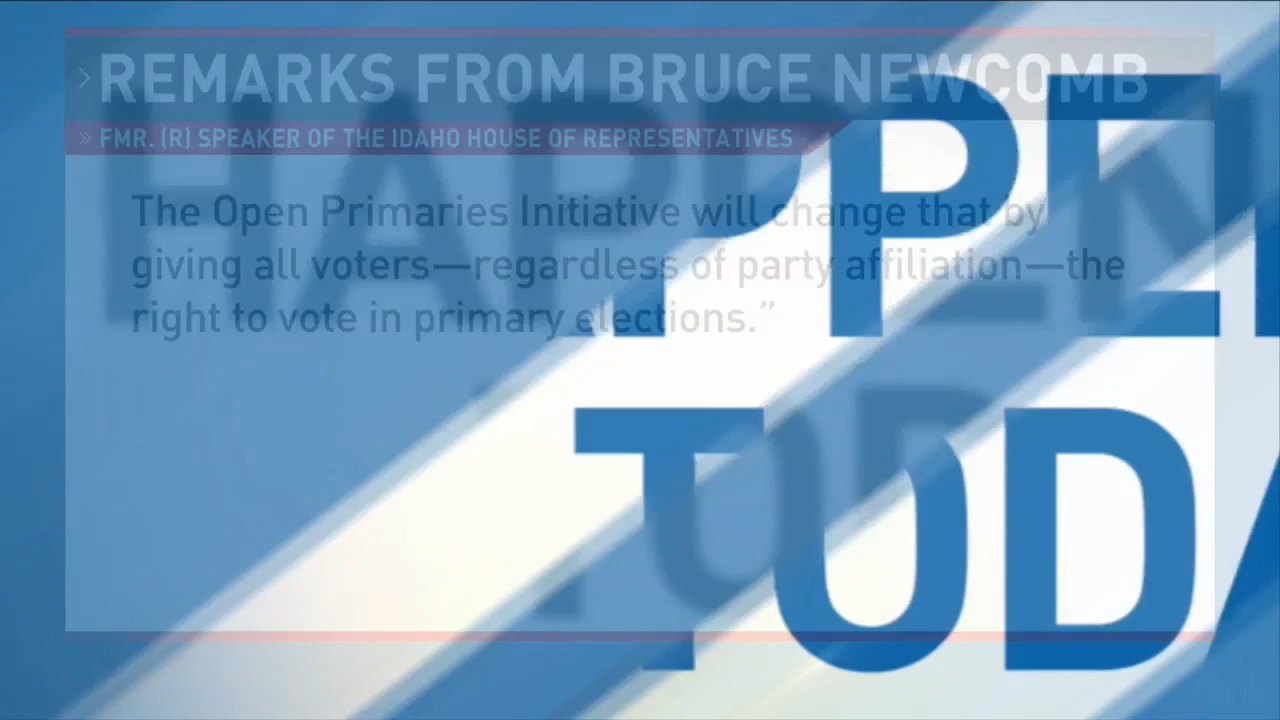 REMARKS FROM BRUCE NEWCOMB
FMR. (R) SPEAKER OF THE IDAHO HOUSE OF REPRESENTATIVES
The Open Primaries Initiative will change that by
giving all voters—regardless of party affiliation—the
right to vote in primary elections.”